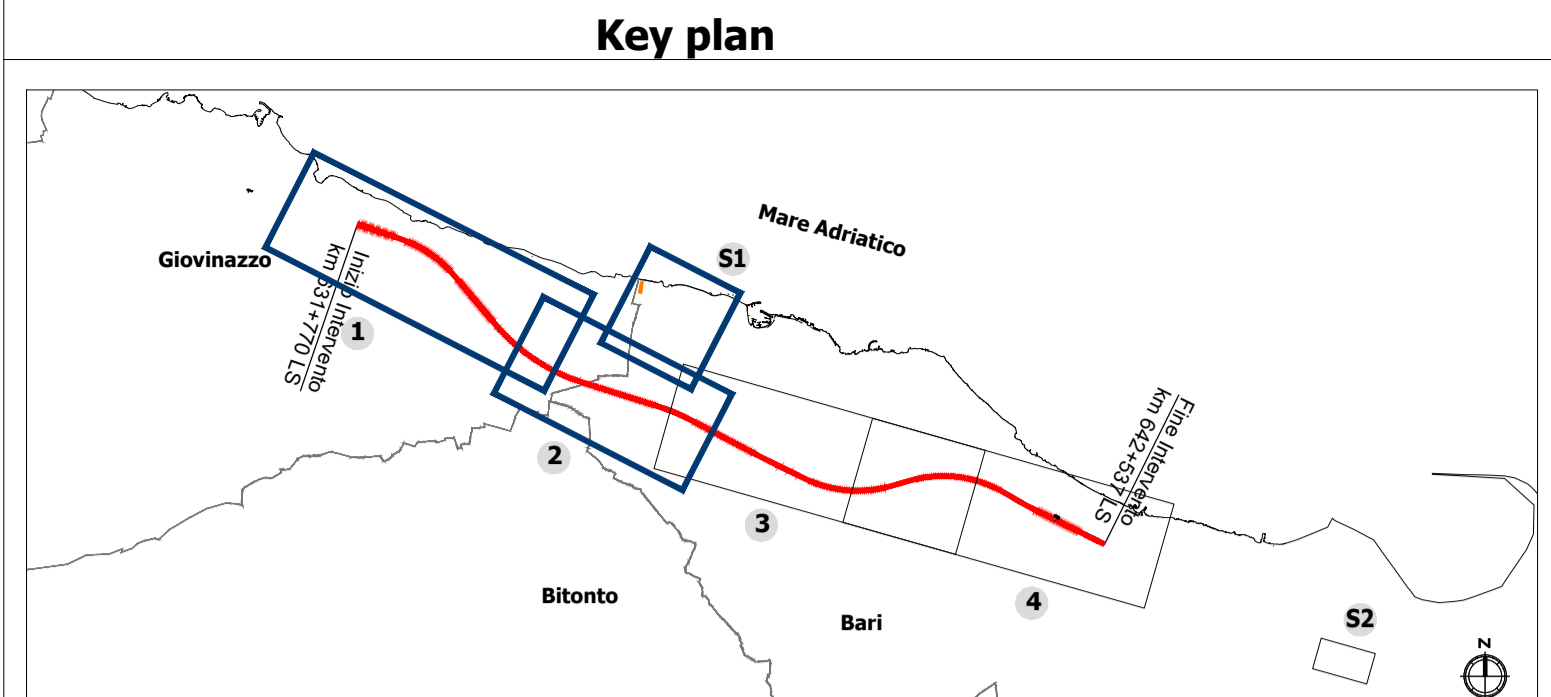 Key plan
Mare Adriatico
S1
Giovinazzo
Inizio Intervento
km 631+770 LS
1
2
Fine Intervento
km 642+537 LS
3
Bitonto
4
Bari
S2
N